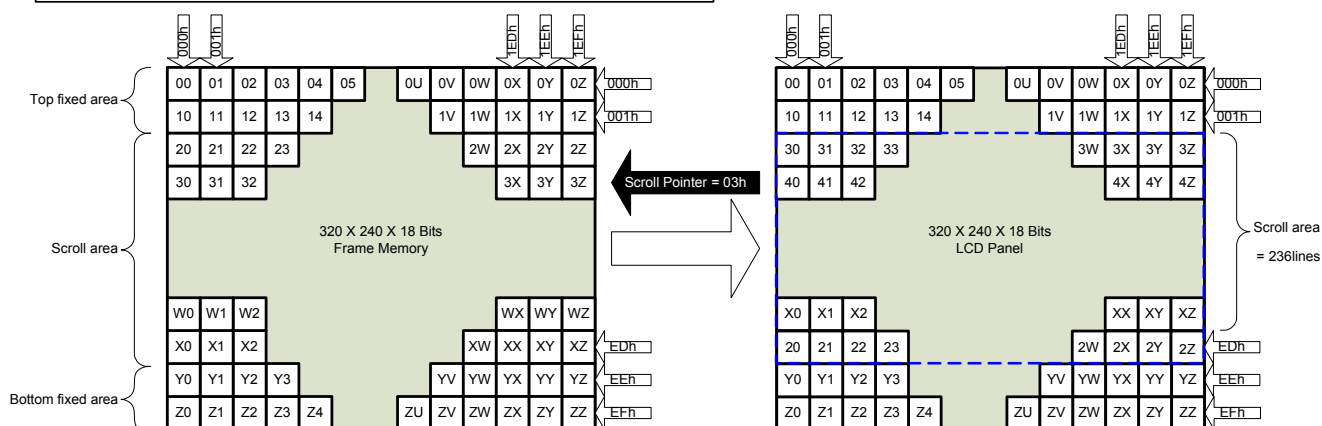 000h 001h 1EDh 1EEh 1EFh 000h 001h 1EDh 1EEh 1EFh
00 01 02 03 04 05 0U 0V 0W 0X 0Y 0Z 000h 00 01 02 03 04 05 0U 0V 0W 0X 0Y 0Z 000h
Top fixed area
10 11 12 13 14 1V 1W 1X 1Y 1Z 001h 10 11 12 13 14 1V 1W 1X 1Y 1Z 001h
20 21 22 23 2W 2X 2Y 2Z 30 31 32 33 3W 3X 3Y 3Z
30 31 32 3X 3Y 3Z Scroll Pointer = 03h 40 41 42 4X 4Y 4Z
320 X 240 X 18 Bits 320 X 240 X 18 Bits Scroll area
Scroll area Frame Memory LCD Panel = 236lines
W0 W1 W2 WX WY WZ X0 X1 X2 XX XY XZ
X0 X1 X2 XW XX XY XZ EDh 20 21 22 23 2W 2X 2Y 2Z EDh
Y0 Y1 Y2 Y3 YV YW YX YY YZ EEh Y0 Y1 Y2 Y3 YV YW YX YY YZ EEh
Bottom fixed area
Z0 Z1 Z2 Z3 Z4 ZU ZV ZW ZX ZY ZZ EFh Z0 Z1 Z2 Z3 Z4 ZU ZV ZW ZX ZY ZZ EFh